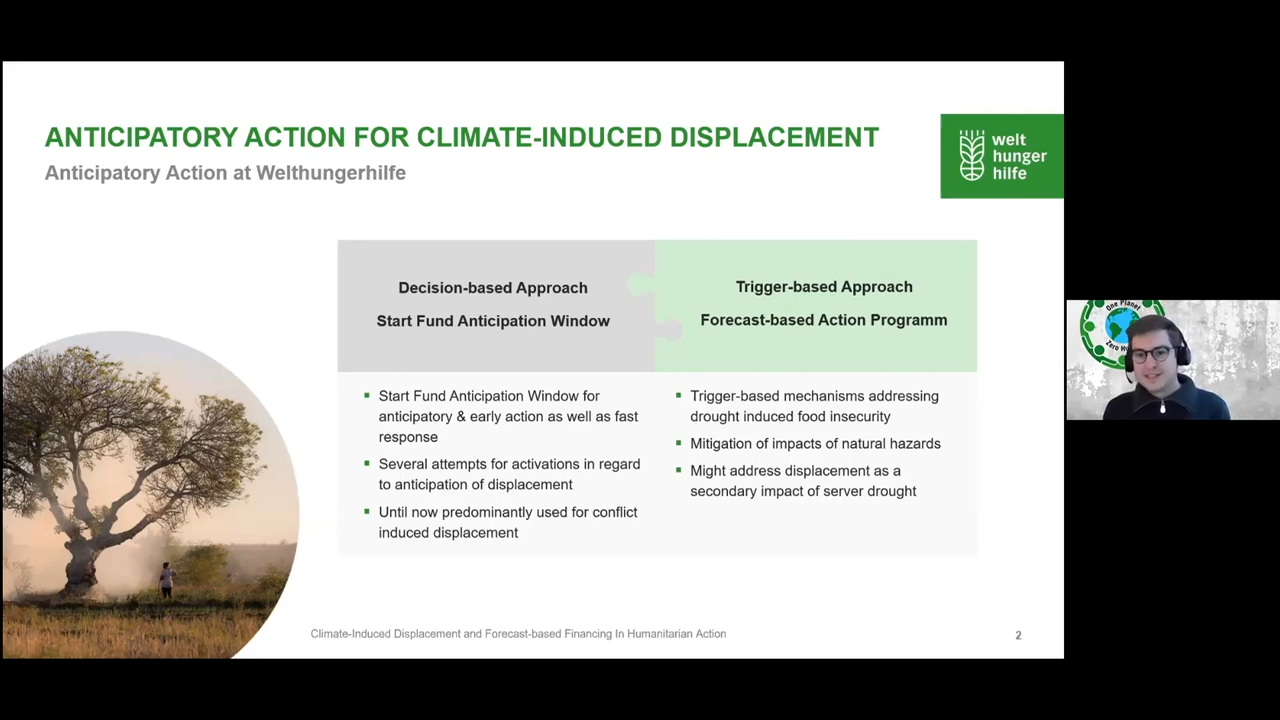 ANTICIPATORY ACTION FOR CLIMATE-INDUCED DISPLACEMENT
Anticipatory Action at Welthungerhilfe
welt
hunger
hilfe
Decision-based Approach
Start Fund Anticipation Window
Trigger-based Approach
Forecast-based Action Programm
Start Fund Anticipation Window for
anticipatory & early action as well as fast
response
Several attempts for activations in regard
to anticipation of displacement
Until now predominantly used for conflict
induced displacement
Trigger-based mechanisms addressing
drought induced food insecurity
Mitigation of impacts of natural hazards
Might address displacement as a
secondary impact of server drought
Climate-Induced Displacement and Forecast-based Financing In Humanitarian Action
2
One Planet
Zero